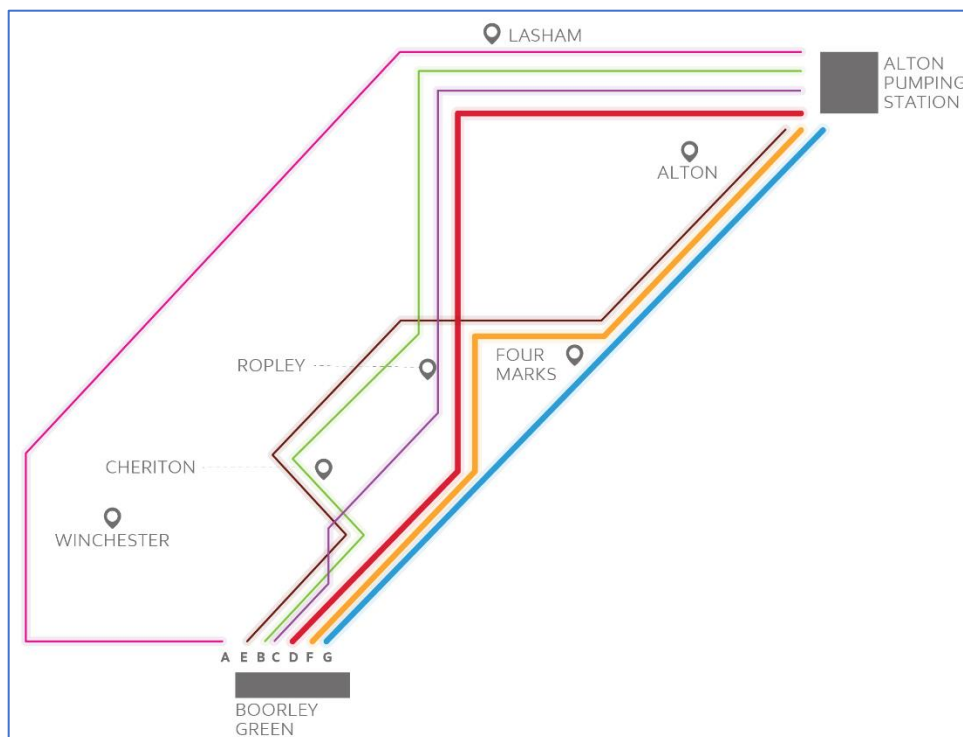 LASHAM
ALTON
PUMPING
STATION
ALTON
ROPLEY
FOUR
MARKS
CHERITON
WINCHESTER
A E B C D F G
BOORLEY
GREEN